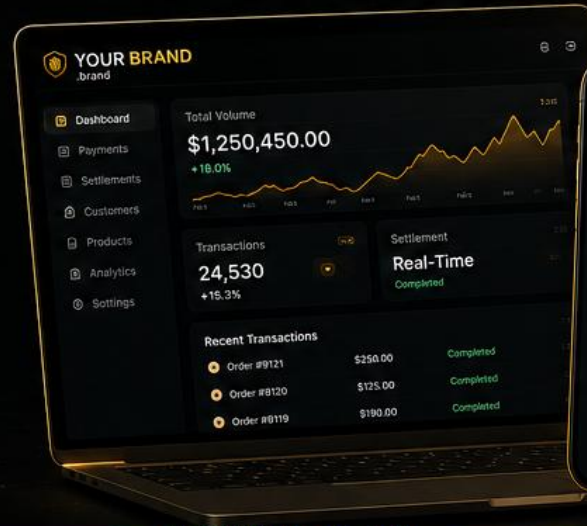 YOUR BRAND
.brand
Dashboard
Payments
Settlements
Customers
Products
Analytics
Sottings
Total Volume
$1,250,450.00
+18.0%
Transactions
24,530
+15.3%
Settlement
Real-Time
Completed
Recent Transactions
Order #9121 $250.00 Completed
Order #8120 $125.00 Completed
Order #8119 $190.00 Completed